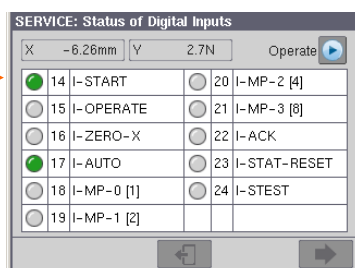 SERVICE: Status of Digital Inputs
X -6.26mm Y 2.7N Operate
14 I-START 20 I-MP-2 [4]
15 I-OPERATE 21 I-MP-3 [8]
16 I-ZERO-X 22 I-ACK
17 I-AUTO 23 I-STAT-RESET
18 I-MP-0 [1] 24 I-STEST
19 I-MP-1 [2]